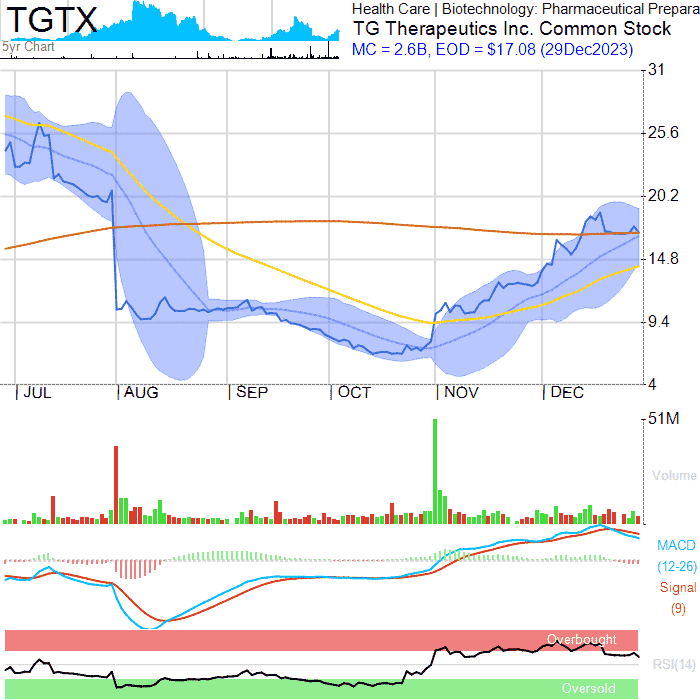 TGTX
5yr Chart
Health Care | Biotechnology: Pharmaceutical Prepara
TG Therapeutics Inc. Common Stock
MC = 2.6B, EOD = $17.08 (29Dec2023)
31
25.6
20.2
14.8
9.4
4
JUL AUG SEP OCT NOV DEC
51M
Volume
MACD
(12-26)
Signal
(9)
Overbought
RSI(14)
Oversold